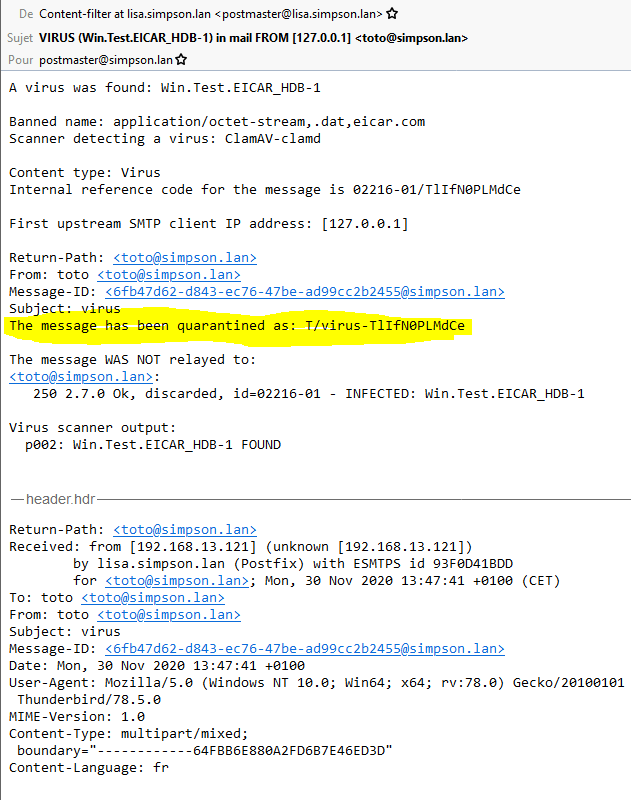 De Content-filter at lisa.simpson.lan <postmaster@lisa.simpson.lan>
Sujet VIRUS (Win.Test.EICAR_HDB-1) in mail FROM [127.0.0.1] <toto@simpson.lan>
Pour postmaster@simpson.lan
A virus was found: Win.Test.EICAR_HDB-1
Banned name: application/octet-stream,.dat,eicar.com
Scanner detecting a virus: ClamAV-clamd
Content type: Virus
Internal reference code for the message is 02216-01/TlIfN0PLMdCe
First upstream SMTP client IP address: [127.0.0.1]
Return-Path: <toto@simpson.lan>
From: toto <toto@simpson.lan>
Message-ID: <6fb47d62-d843-ec76-47be-ad99cc2b2455@simpson.lan>
Subject: virus
The message has been quarantined as: T/virus-TlIfN0PLMdCe
The message WAS NOT relayed to:
<toto@simpson.lan>:
250 2.7.0 Ok, discarded, id=02216-01 - INFECTED: Win.Test.EICAR_HDB-1
Virus scanner output:
p002: Win.Test.EICAR_HDB-1 FOUND
header.hdr
Return-Path: <toto@simpson.lan>
Received: from [192.168.13.121] (unknown [192.168.13.121])
by lisa.simpson.lan (Postfix) with ESMTPS id 93F0D41BDD
for <toto@simpson.lan>; Mon, 30 Nov 2020 13:47:41 +0100 (CET)
To: toto <toto@simpson.lan>
From: toto <toto@simpson.lan>
Subject: virus
Message-ID: <6fb47d62-d843-ec76-47be-ad99cc2b2455@simpson.lan>
Date: Mon, 30 Nov 2020 13:47:41 +0100
User-Agent: Mozilla/5.0 (Windows NT 10.0; Win64; x64; rv:78.0) Gecko/20100101
Thunderbird/78.5.0
MIME-Version: 1.0
Content-Type: multipart/mixed;
boundary="------------64FBB6E880A2FD6B7E46ED3D"
Content-Language: fr